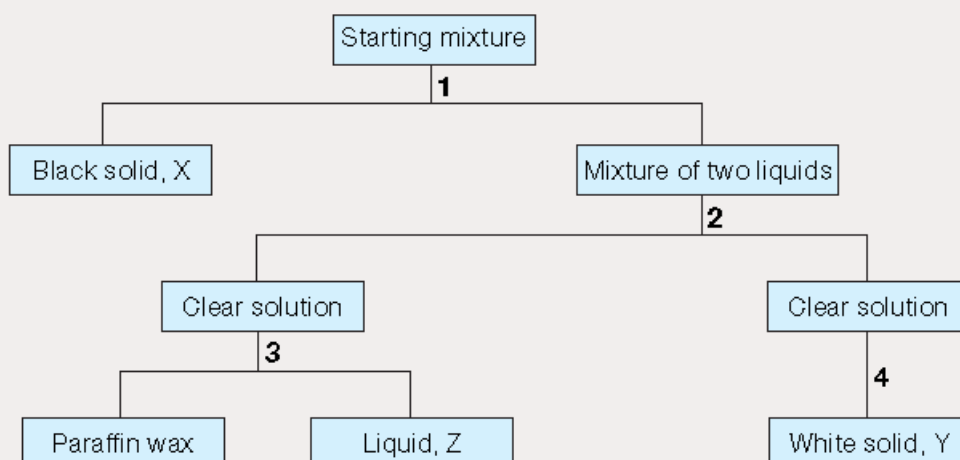 Starting mixture
1
Black solid, X
Mixture of two liquids
2
Clear solution
Clear solution
3
4
Paraffin wax
Liquid, Z
White solid, Y